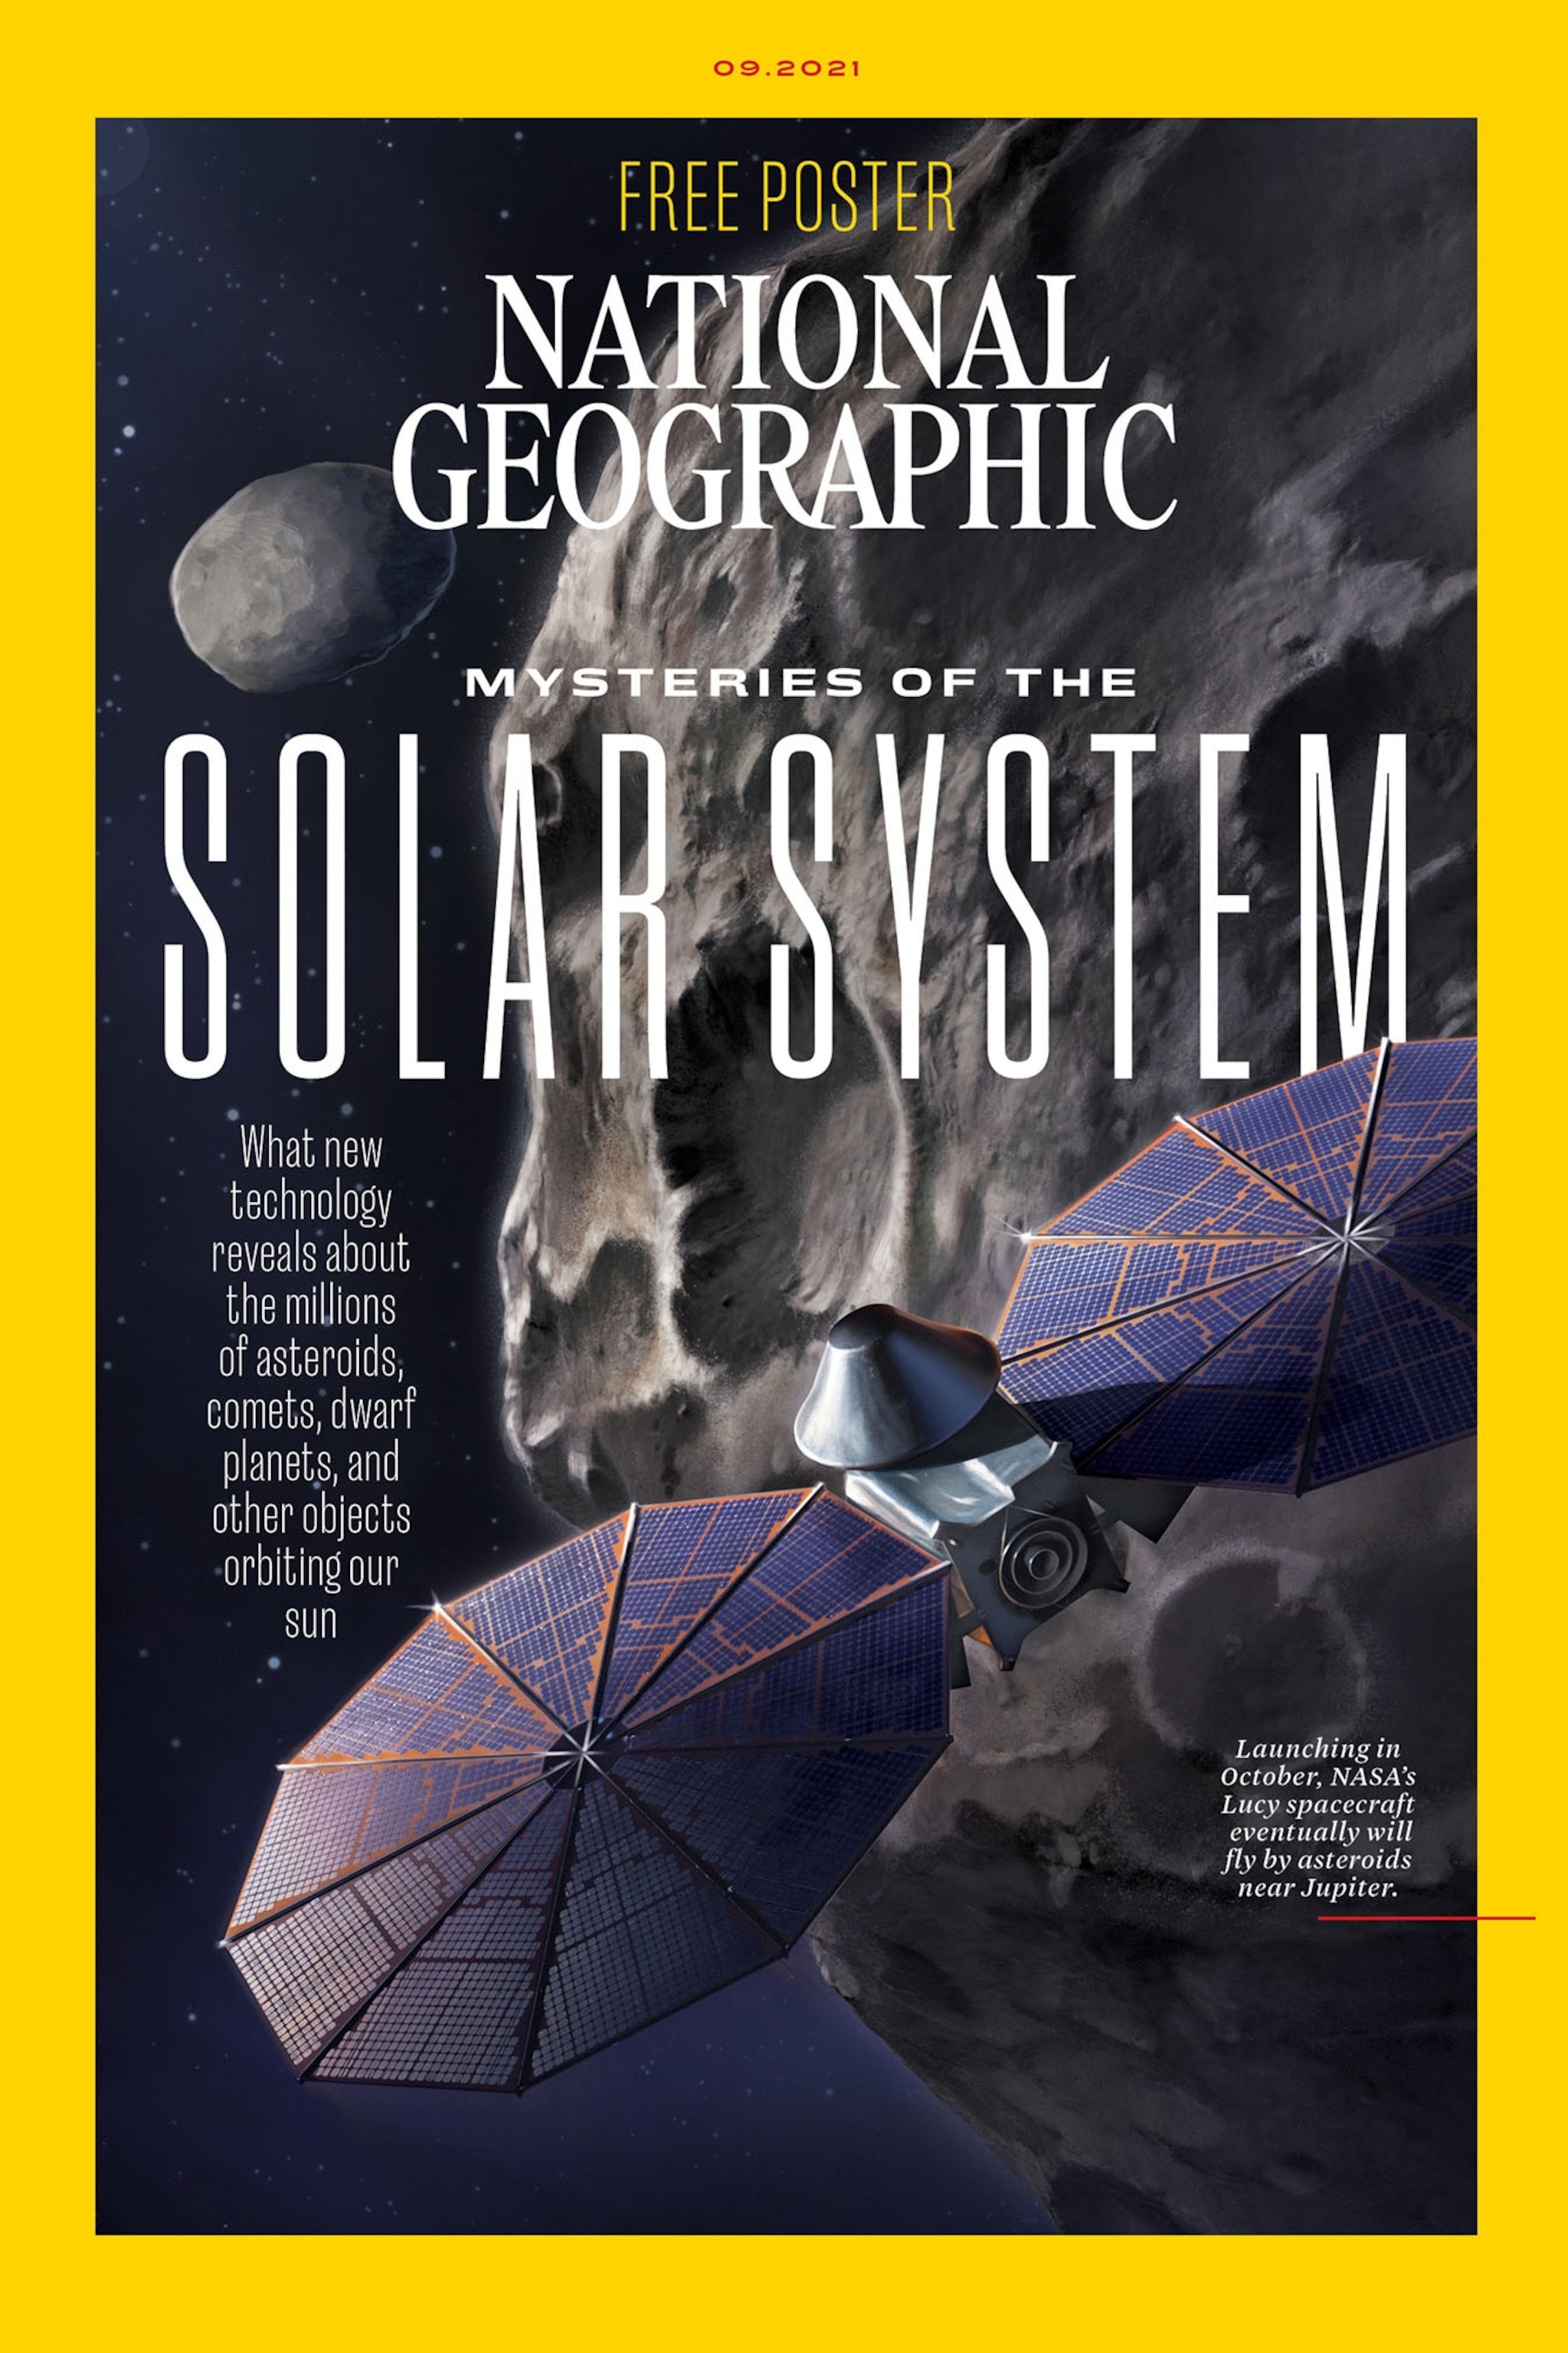 09.2021
FREE POSTER
NATIONAL
GEOGRAPHIC
MYSTERIES OF THE
SOLAR SYSTEM
What new
technology
reveals about
the millions
of asteroids,
comets, dwarf
planets, and
other objects
orbiting our
sun
Launching in
October, NASA's
Lucy spacecraft
eventually will
fly by asteroids
near Jupiter.